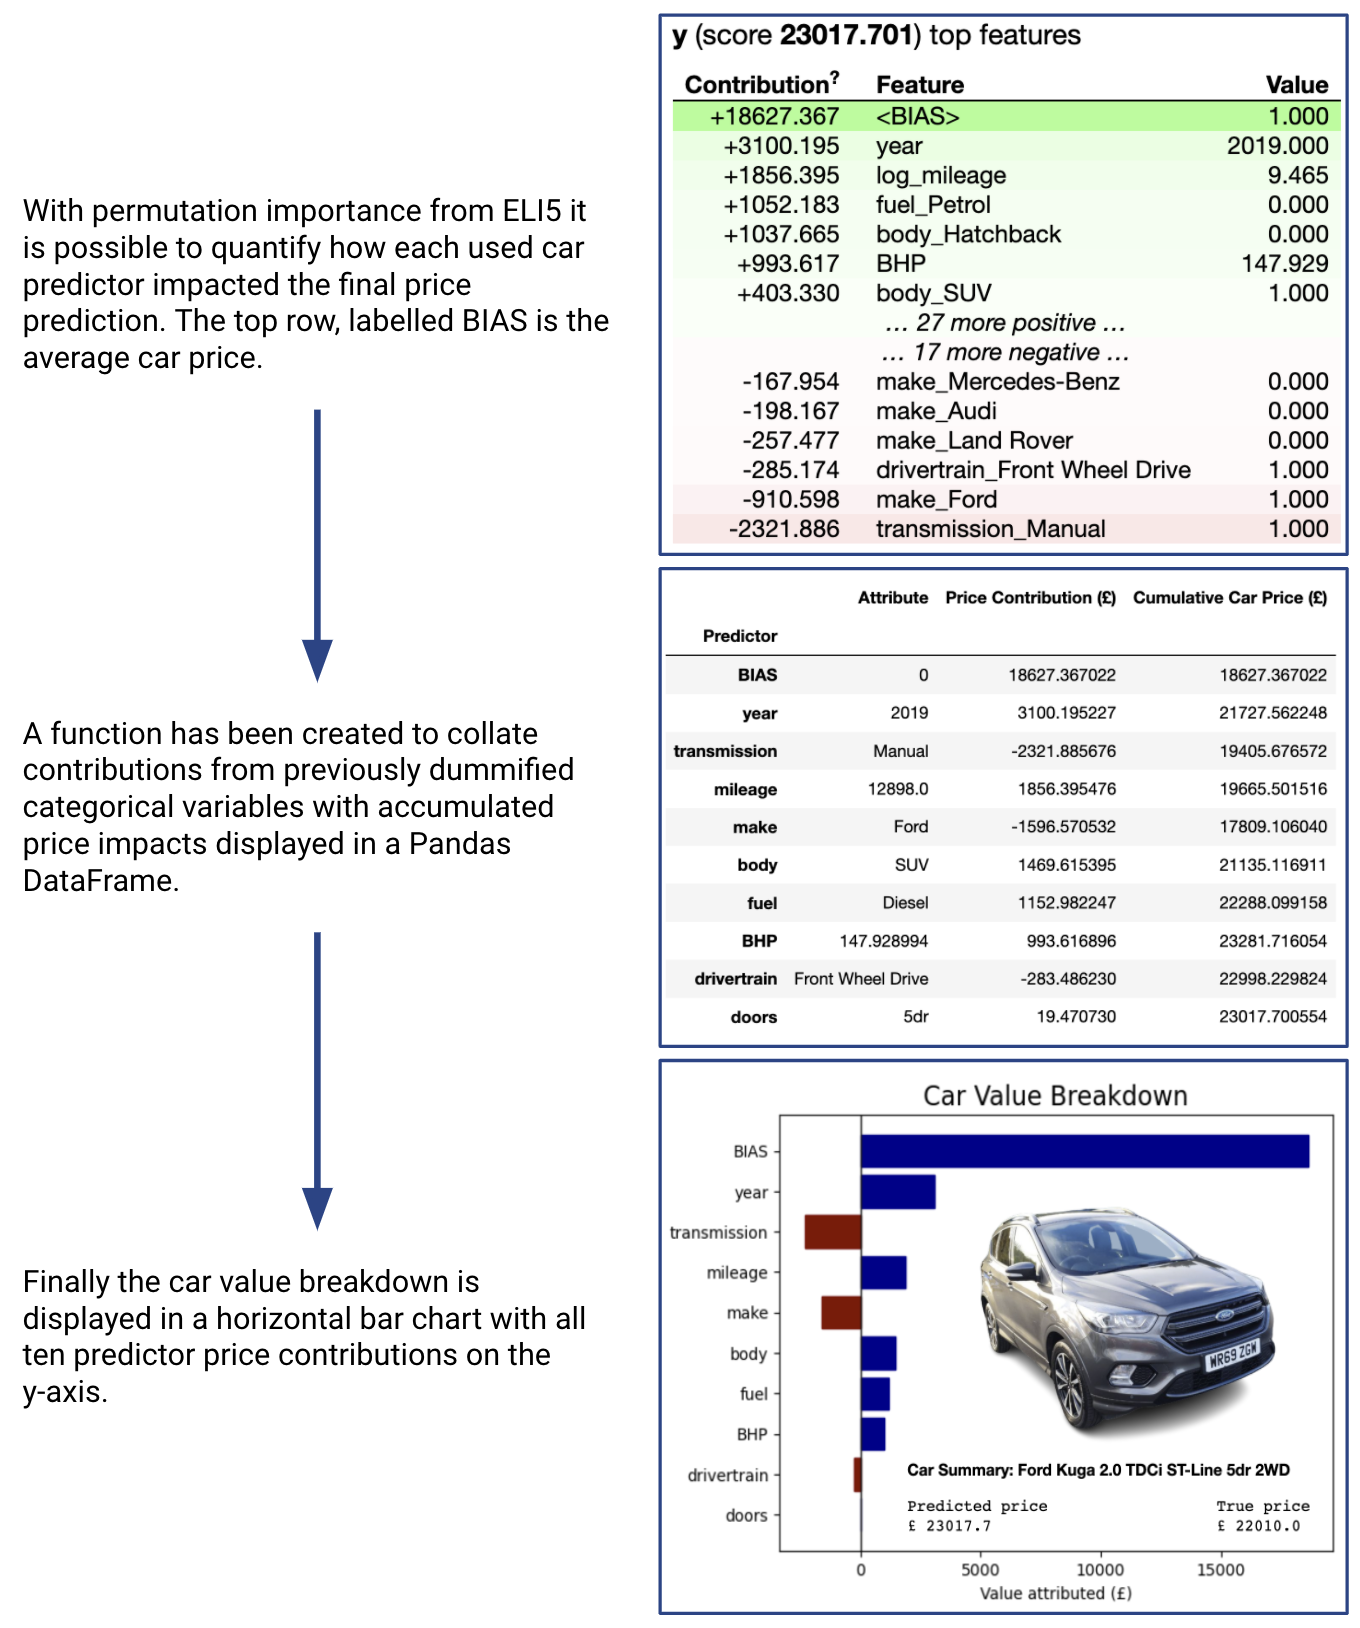 With permutation importance from ELI5 it
is possible to quantify how each used car
predictor impacted the final price
prediction. The top row, labelled BIAS is the
average car price.
y (score 23017.701) top features
Contribution? Feature Value
+18627.367 <BIAS> 1.000
+3100.195 year 2019.000
+1856.395 log_mileage 9.465
+1052.183 fuel_Petrol 0.000
+1037.665 body_Hatchback 0.000
+993.617 BHP 147.929
+403.330 body_SUV 1.000
... 27 more positive ...
... 17 more negative ...
-167.954 make_Mercedes-Benz 0.000
-198.167 make_Audi 0.000
-257.477 make_Land Rover 0.000
-285.174 drivertrain_Front Wheel Drive 1.000
-910.598 make_Ford 1.000
-2321.886 transmission_Manual 1.000
A function has been created to collate
contributions from previously dummified
categorical variables with accumulated
price impacts displayed in a Pandas
DataFrame.
Attribute Price Contribution (£) Cumulative Car Price (£)
Predictor
BIAS 0 18627.367022 18627.367022
year 2019 3100.195227 21727.562248
transmission Manual -2321.885676 19405.676572
mileage 12898.0 1856.395476 19665.501516
make Ford -1596.570532 17809.106040
body SUV 1469.615395 21135.116911
fuel Diesel 1152.982247 22288.099158
BHP 147.928994 993.616896 23281.716054
drivertrain Front Wheel Drive -283.486230 22998.229824
doors 5dr 19.470730 23017.700554
Finally the car value breakdown is
displayed in a horizontal bar chart with all
ten predictor price contributions on the
y-axis.
Car Value Breakdown
BIAS
year
transmission
mileage
make
body
fuel
BHP
drivertrain
doors
Ford
WR69 ZGW
Car Summary: Ford Kuga 2.0 TDCi ST-Line 5dr 2WD
Predicted price True price
£ 23017.7 £ 22010.0
0 5000 10000 15000
Value attributed (£)